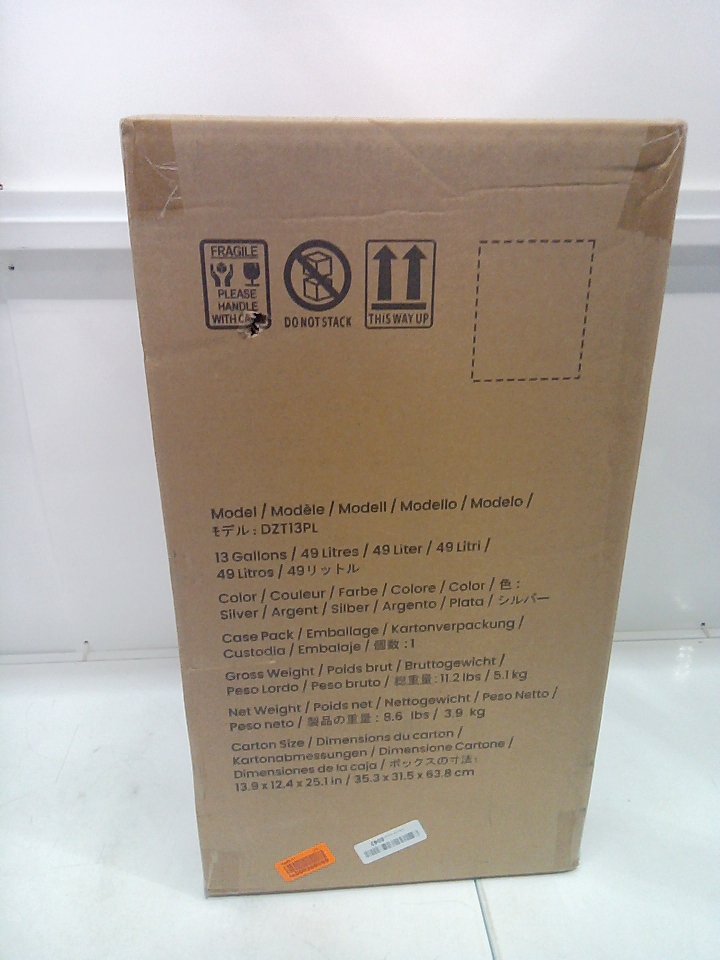 FRAGILE
PLEASE
HANDLE
WITH
DO NOT STACK
THIS WAY UP
Model / Modèle / Modell / Modello / Modelo /
モデル : DZT13PL
13 Gallons / 49 Litres / 49 Liter / 49 Litri /
49 Litros / 49リットル
Color / Couleur / Farbe / Colore / Color / 色 :
Silver / Argent / Silber / Argento / Plata / シルバー
Case Pack / Emballage / Kartonverpackung /
Custodia / Embalaje / 個数 : 1
Gross Weight / Poids brut / Bruttogewicht /
Peso Lordo / Peso bruto / 総重量 : 11.2 lbs / 5.1 kg
Net Weight / Poids net / Nettogewicht / Peso Netto /
Peso neto / 製品の重量 : 8.6 lbs / 3.9 kg
Carton Size / Dimensions du carton /
Kartonabmessungen / Dimensione Cartone /
Dimensiones de la caja / ボックスの寸法 :
13.9 x 12.4 x 25.1 in / 35.3 x 31.5 x 63.8 cm